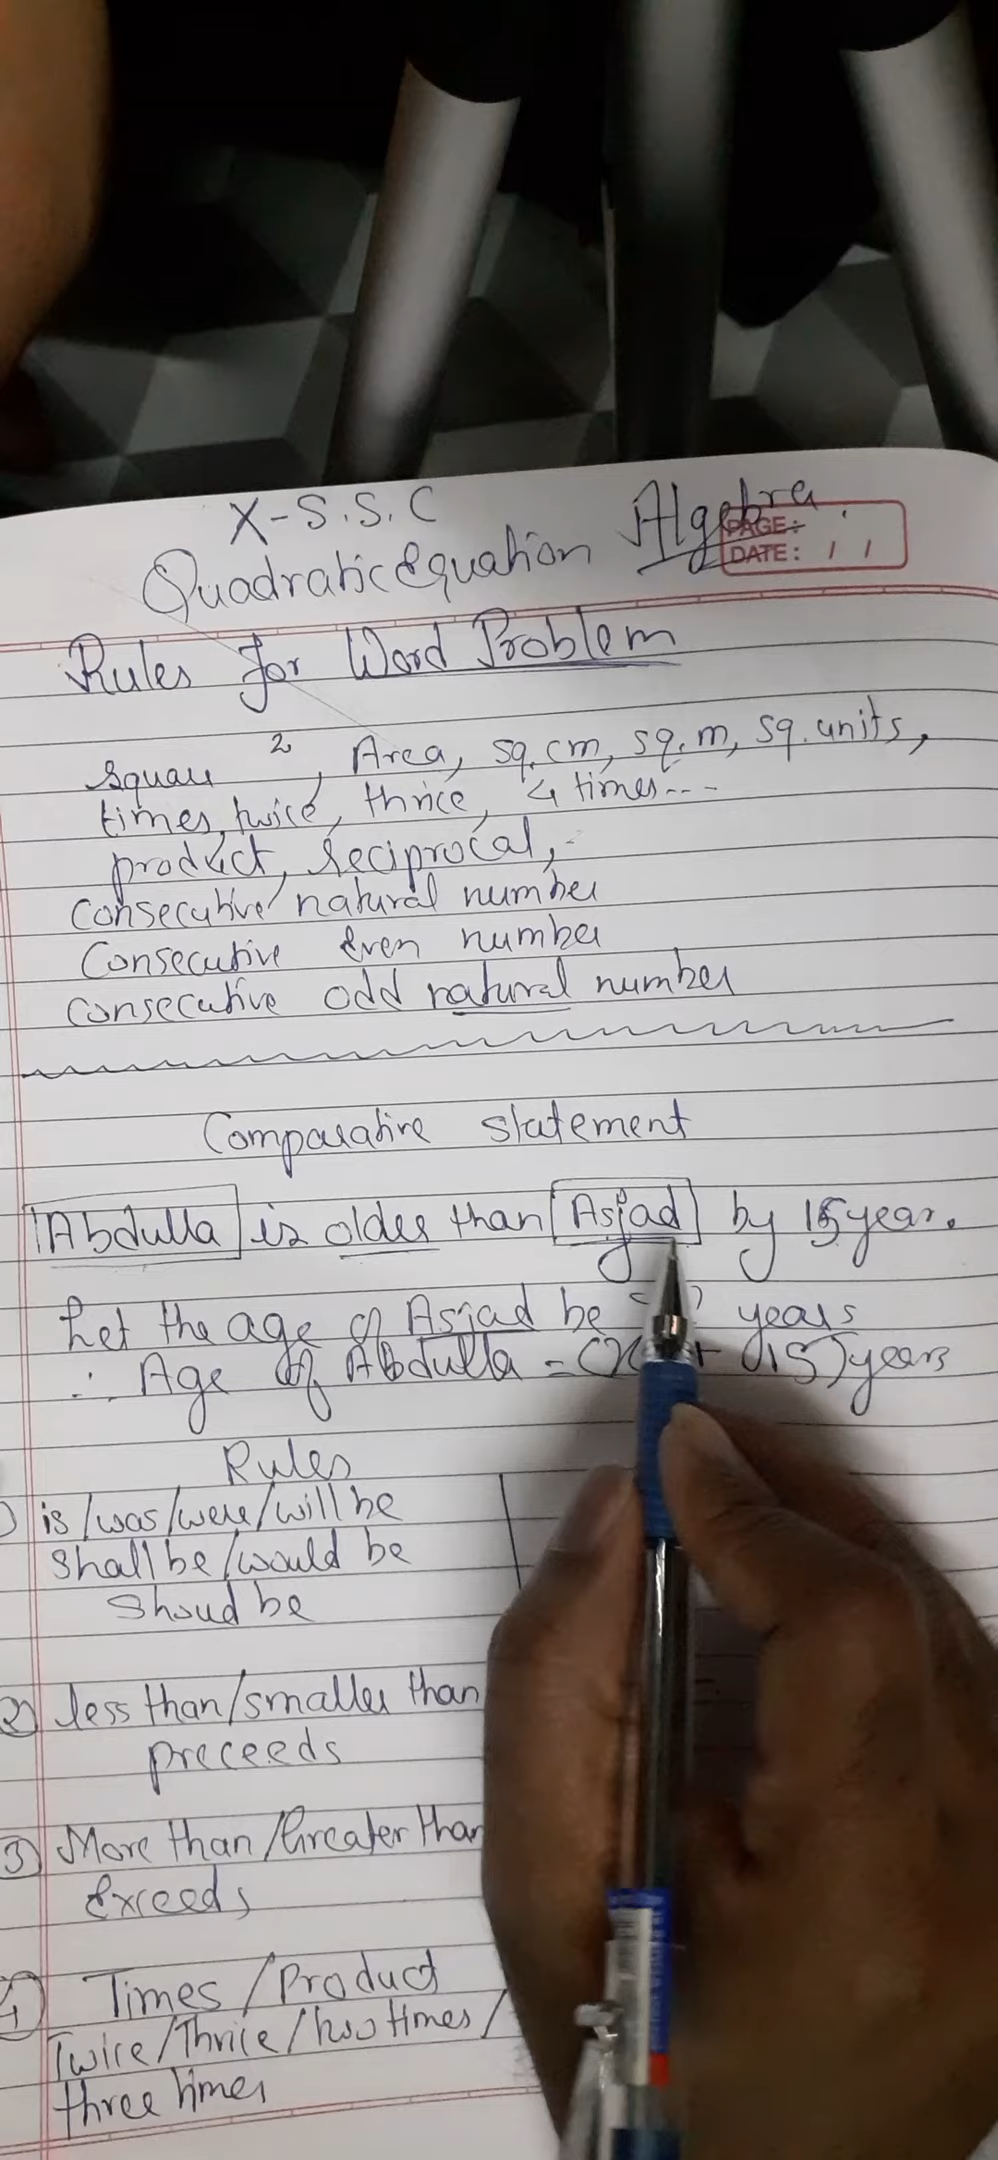 X-S.S.C
Algebra
PAGE:
DATE: / /
Quadratic Equation
Rules for Word Problem
square ², Area, sq.cm, sq.m, sq.units,
times, twice, thrice, 4 times---
product, reciprocal,
consecutive natural number
Consecutive Even number
consecutive odd natural number
Comparative statement
Abdulla is older than Asjad by 15 year.
Let the age of Asjad be years
∴ Age of Abdulla = (x + 15) years
Rules
1) is/was/were/will be
shall be/would be
shoud be
2) less than/smaller than
preceeds
3) More than/Greater than
Exceeds
4) Times/Product
Twice/Thrice/two times/
three times